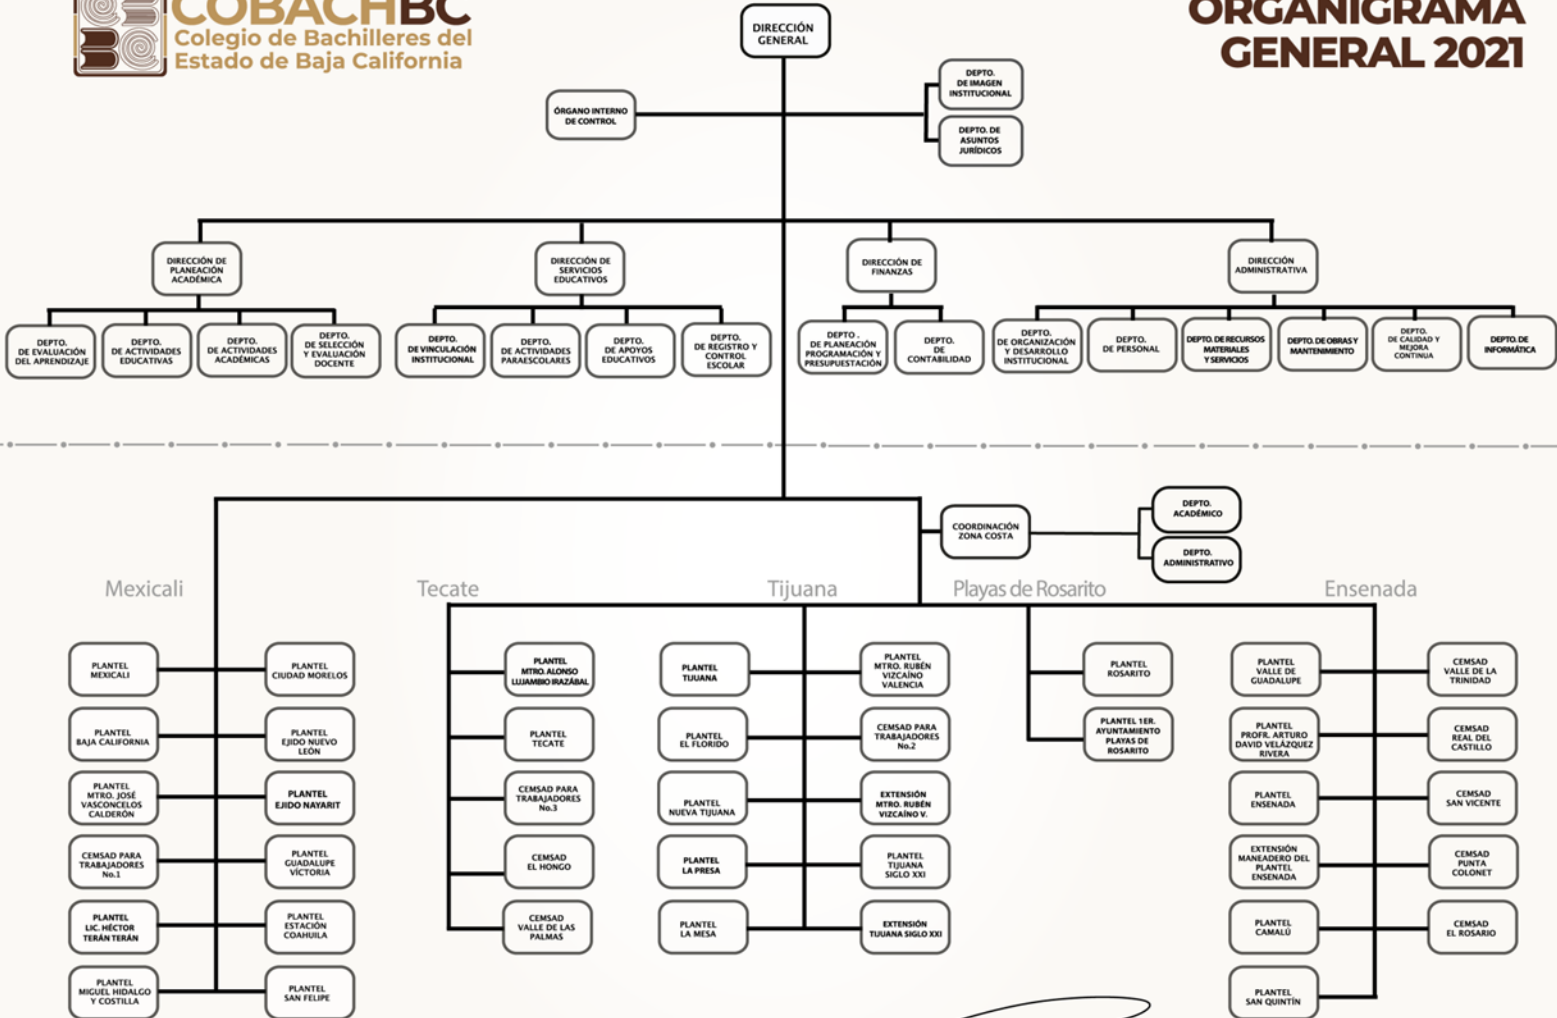 COBACHBC
Colegio de Bachilleres del
Estado de Baja California
ORGANIGRAMA
GENERAL 2021
DIRECCIÓN
GENERAL
ÓRGANO INTERNO
DE CONTROL
DEPTO.
DE IMAGEN
INSTITUCIONAL
DEPTO. DE
ASUNTOS
JURÍDICOS
DIRECCIÓN DE
PLANEACIÓN
ACADÉMICA
DIRECCIÓN DE
SERVICIOS
EDUCATIVOS
DIRECCIÓN DE
FINANZAS
DIRECCIÓN
ADMINISTRATIVA
DEPTO.
DE EVALUACIÓN
DEL APRENDIZAJE
DEPTO.
DE ACTIVIDADES
EDUCATIVAS
DEPTO.
DE ACTIVIDADES
ACADÉMICAS
DEPTO.
DE SELECCIÓN
Y EVALUACIÓN
DOCENTE
DEPTO.
DE VINCULACIÓN
INSTITUCIONAL
DEPTO.
DE ACTIVIDADES
PARAESCOLARES
DEPTO.
DE APOYOS
EDUCATIVOS
DEPTO.
DE REGISTRO Y
CONTROL
ESCOLAR
DEPTO .
DE PLANEACIÓN
PROGRAMACIÓN Y
PRESUPUESTACIÓN
DEPTO.
DE
CONTABILIDAD
DEPTO.
DE ORGANIZACIÓN
Y DESARROLLO
INSTITUCIONAL
DEPTO.
DE PERSONAL
DEPTO. DE RECURSOS
MATERIALES
Y SERVICIOS
DEPTO. DE OBRAS Y
MANTENIMIENTO
DEPTO.
DE CALIDAD Y
MEJORA
CONTINUA
DEPTO. DE
INFORMÁTICA
COORDINACIÓN
ZONA COSTA
DEPTO.
ACADÉMICO
DEPTO.
ADMINISTRATIVO
Mexicali
PLANTEL
MEXICALI
PLANTEL
CIUDAD MORELOS
PLANTEL
BAJA CALIFORNIA
PLANTEL
EJIDO NUEVO
LEÓN
PLANTEL
MTRO. JOSÉ
VASCONCELOS
CALDERÓN
PLANTEL
EJIDO NAYARIT
CEMSAD PARA
TRABAJADORES
No.1
PLANTEL
GUADALUPE
VÍCTORIA
PLANTEL
LIC. HÉCTOR
TERÁN TERÁN
PLANTEL
ESTACIÓN
COAHUILA
PLANTEL
MIGUEL HIDALGO
Y COSTILLA
PLANTEL
SAN FELIPE
Tecate
PLANTEL
MTRO. ALONSO
LUJAMBIO IRAZÁBAL
PLANTEL
TECATE
CEMSAD PARA
TRABAJADORES
No.3
CEMSAD
EL HONGO
CEMSAD
VALLE DE LAS
PALMAS
Tijuana
PLANTEL
TIJUANA
PLANTEL
MTRO. RUBÉN
VIZCAÍNO
VALENCIA
PLANTEL
EL FLORIDO
CEMSAD PARA
TRABAJADORES
No.2
PLANTEL
NUEVA TIJUANA
EXTENSIÓN
MTRO. RUBÉN
VIZCAÍNO V.
PLANTEL
LA PRESA
PLANTEL
TIJUANA
SIGLO XXI
PLANTEL
LA MESA
EXTENSIÓN
TIJUANA SIGLO XXI
Playas de Rosarito
PLANTEL
ROSARITO
PLANTEL 1ER.
AYUNTAMIENTO
PLAYAS DE
ROSARITO
Ensenada
PLANTEL
VALLE DE
GUADALUPE
CEMSAD
VALLE DE LA
TRINIDAD
PLANTEL
PROFR. ARTURO
DAVID VELÁZQUEZ
RIVERA
CEMSAD
REAL DEL
CASTILLO
PLANTEL
ENSENADA
CEMSAD
SAN VICENTE
EXTENSIÓN
MANEADERO DEL
PLANTEL
ENSENADA
CEMSAD
PUNTA
COLONET
PLANTEL
CAMALÚ
CEMSAD
EL ROSARIO
PLANTEL
SAN QUINTÍN